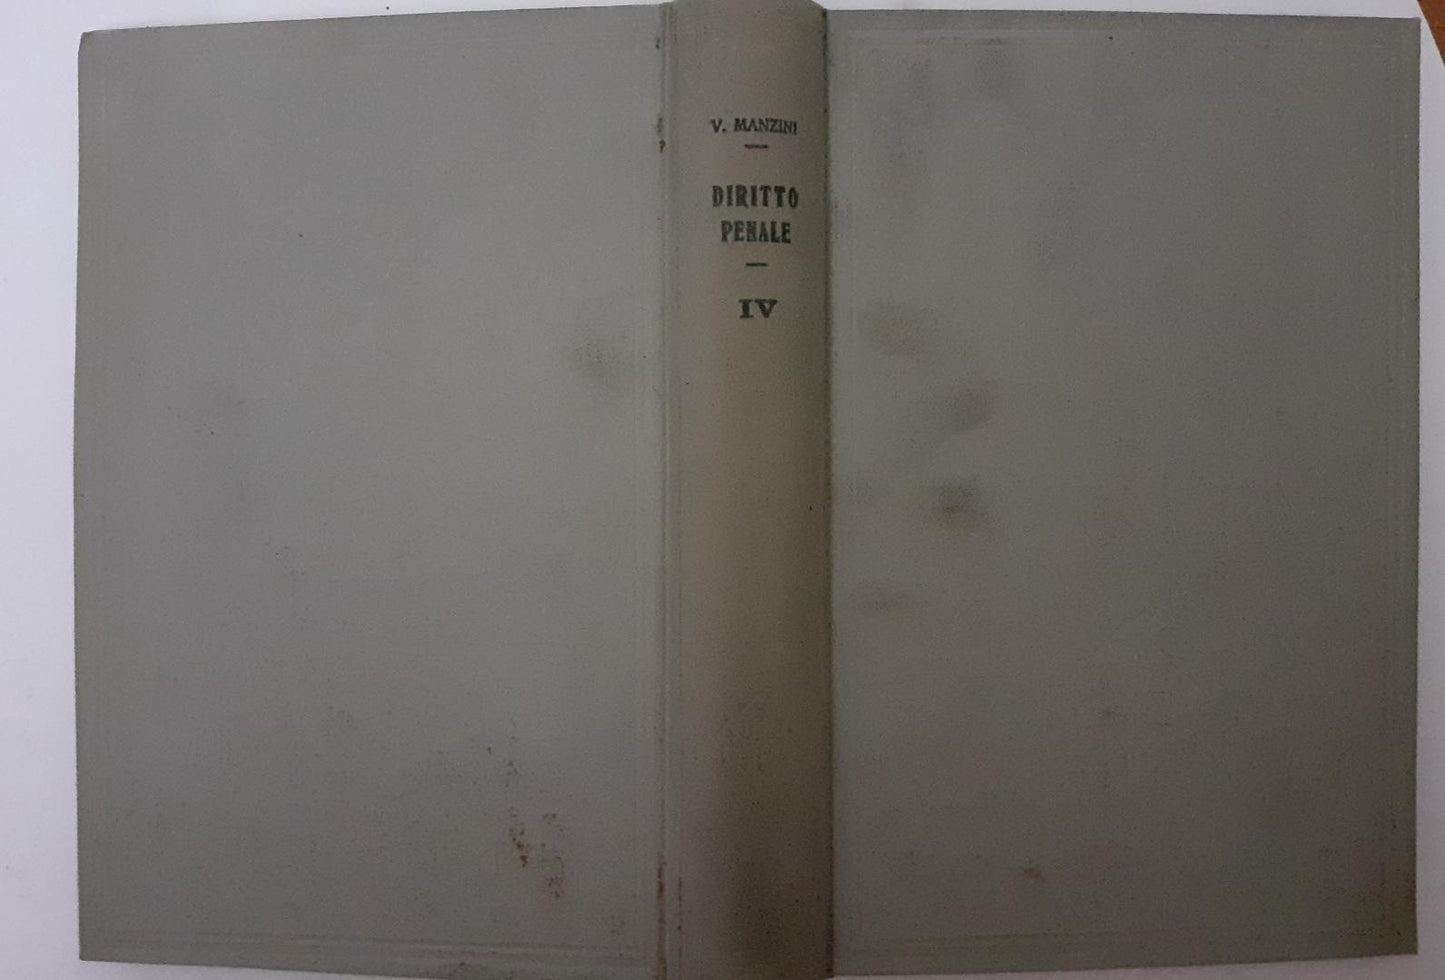 V. MANZINI
DIRITTO
PENALE
IV